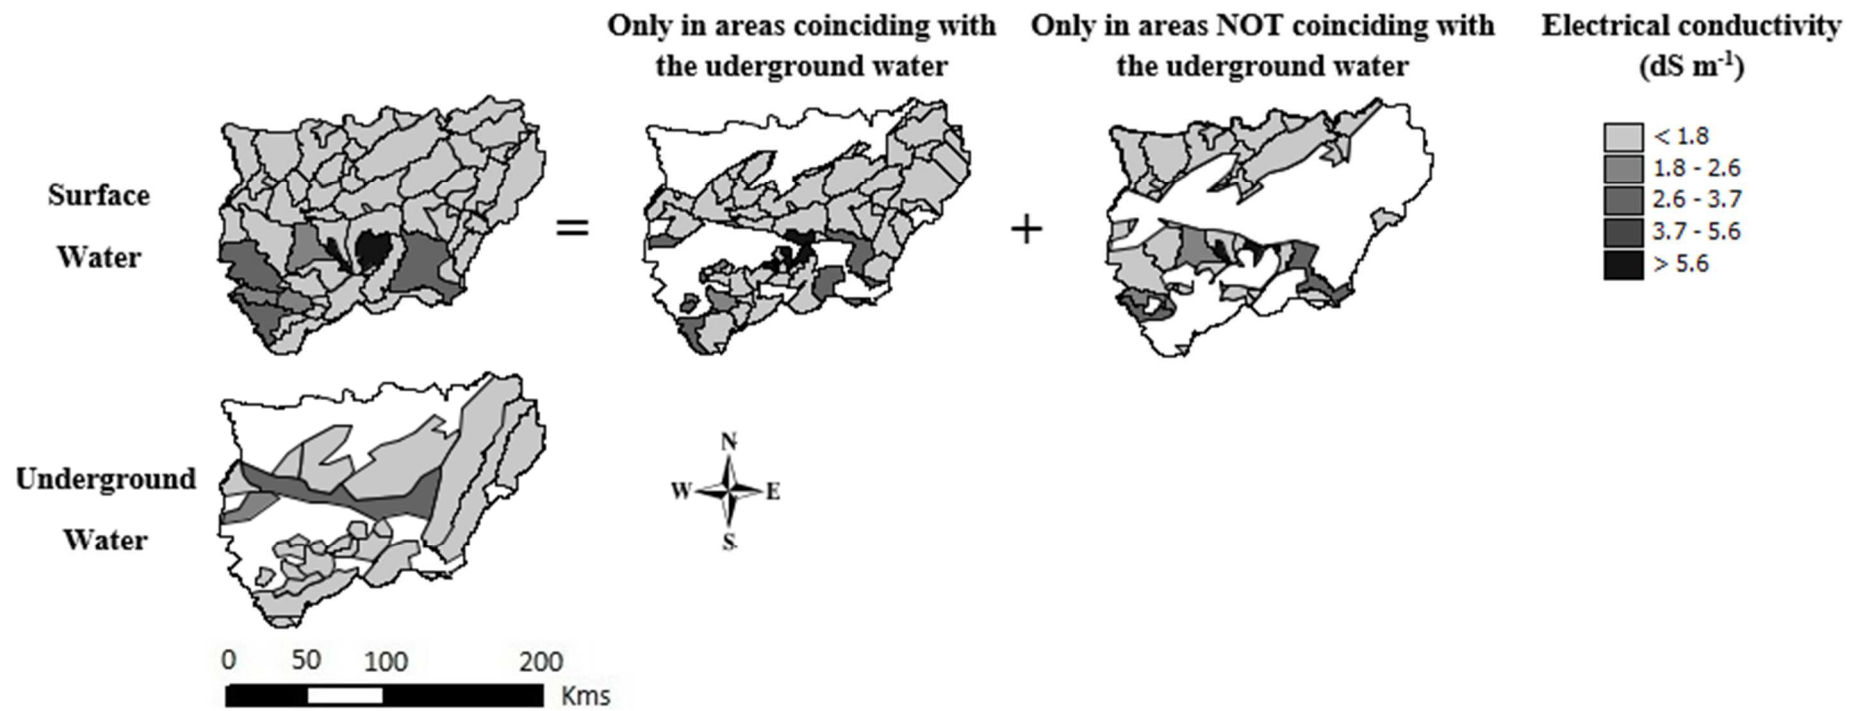 Only in areas coinciding with
the uderground water
Only in areas NOT coinciding with
the uderground water
Electrical conductivity
(dS m-1)
< 1.8
1.8 - 2.6
2.6 - 3.7
3.7 - 5.6
> 5.6
Surface
Water
=
+
Underground
Water
N
W E
S
0 50 100 200
Kms